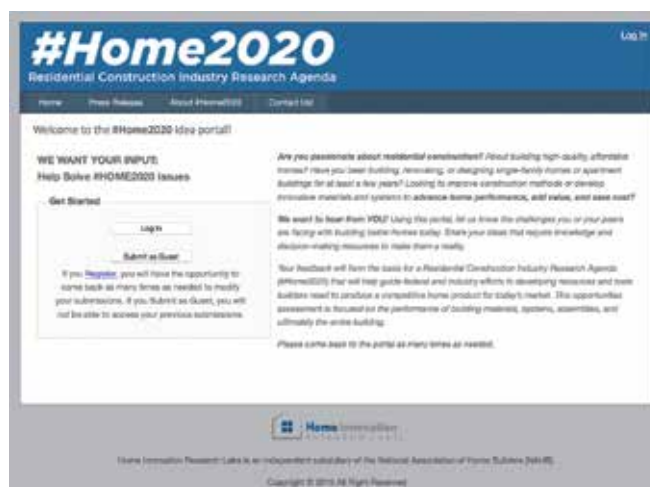 #Home2020
Log In
Residential Construction Industry Research Agenda
Home
Press Release
About #Home2020
Contact Us!
Welcome to the #Home2020 idea portal!
WE WANT YOUR INPUT:
Help Solve #HOME2020 Issues
Get Started
Log In
Submit as Guest
If you Register, you will have the opportunity to
come back as many times as needed to modify
your submissions. If you Submit as Guest, you will
not be able to access your previous submissions.
Are you passionate about residential construction? About building high-quality, affordable
homes? Have you been building, renovating, or designing single-family homes or apartment
buildings for at least a few years? Looking to improve construction methods or develop
innovative materials and systems to advance home performance, add value, and save cost?
We want to hear from YOU! Using this portal, let us know the challenges you or your peers
are facing with building better homes today. Share your ideas that require knowledge and
decision-making resources to make them a reality.
Your feedback will form the basis for a Residential Construction Industry Research Agenda
(#Home2020) that will help guide federal and industry efforts to developing resources and tools
builders need to produce a competitive home product for today's market. This opportunities
assessment is focused on the performance of building materials, systems, assemblies, and
ultimately the entire building.
Please come back to the portal as many times as needed.
Home Innovation
RESEARCH LABS
Home Innovation Research Labs is an independent subsidiary of the National Association of Home Builders (NAHB).
Copyright © 2015 All Right Reserved